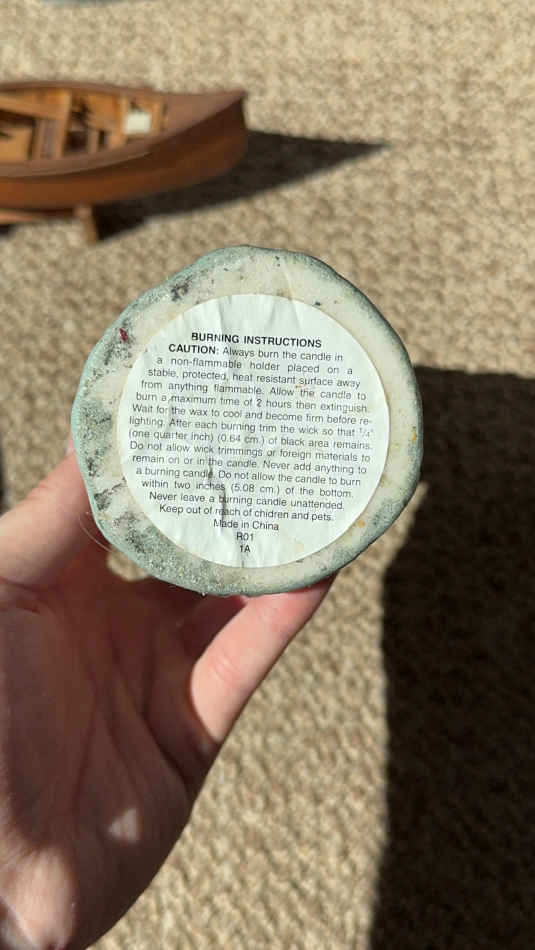 BURNING INSTRUCTIONS
CAUTION: Always burn the candle in
a non-flammable holder placed on a
stable, protected, heat resistant surface away
from anything flammable. Allow the candle to
burn a maximum time of 2 hours then extinguish.
Wait for the wax to cool and become firm before re-
lighting. After each burning trim the wick so that 1/4"
(one quarter inch) (0.64 cm.) of black area remains.
Do not allow wick trimmings or foreign materials to
remain on or in the candle. Never add anything to
a burning candle. Do not allow the candle to burn
within two inches (5.08 cm.) of the bottom.
Never leave a burning candle unattended.
Keep out of reach of chidren and pets.
Made in China
R01
1A